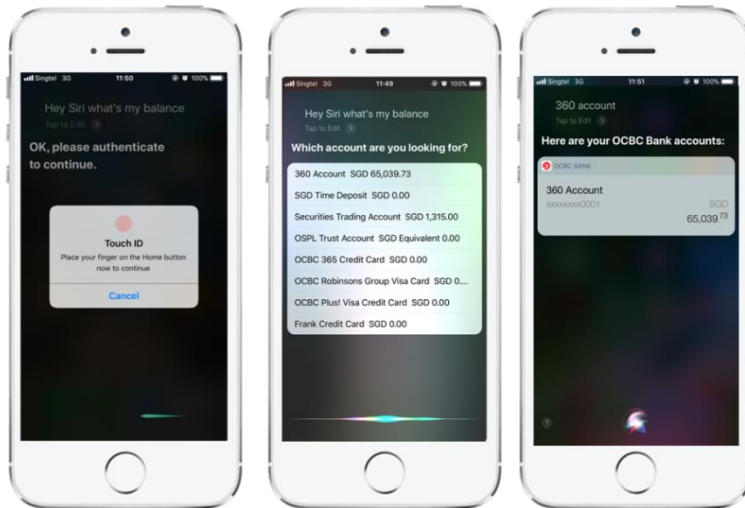 Singtel 3G 11:50 100%
Hey Siri what's my balance
Tap to Edit
OK, please authenticate
to continue.
Touch ID
Place your finger on the Home button
now to continue
Cancel
Singtel 3G 11:49 100%
Hey Siri what's my balance
Tap to Edit
Which account are you looking for?
360 Account SGD 65,039.73
SGD Time Deposit SGD 0.00
Securities Trading Account SGD 1,315.00
OSPL Trust Account SGD Equivalent 0.00
OCBC 365 Credit Card SGD 0.00
OCBC Robinsons Group Visa Card SGD 0....
OCBC Plus! Visa Credit Card SGD 0.00
Frank Credit Card SGD 0.00
Singtel 3G 11:51 100%
360 account
Tap to Edit
Here are your OCBC Bank accounts:
OCBC BANK
360 Account
xxxxxxxx0001 SGD
65,039 73
?